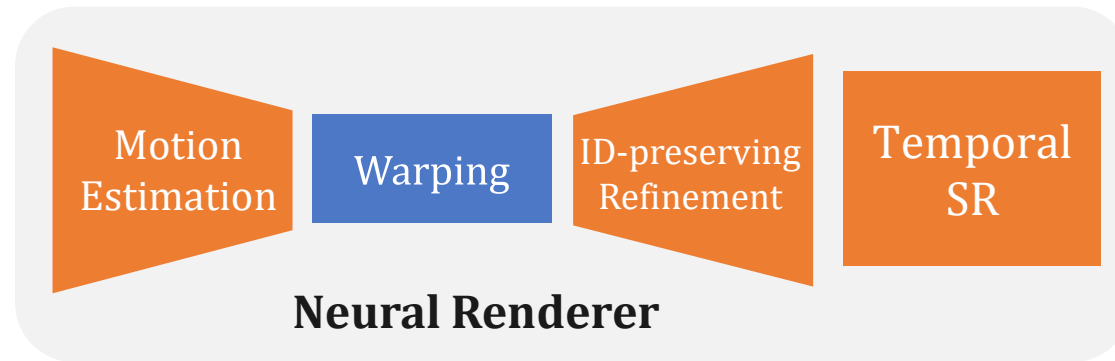 Motion
Estimation
Warping
ID-preserving
Refinement
Temporal
SR
Neural Renderer